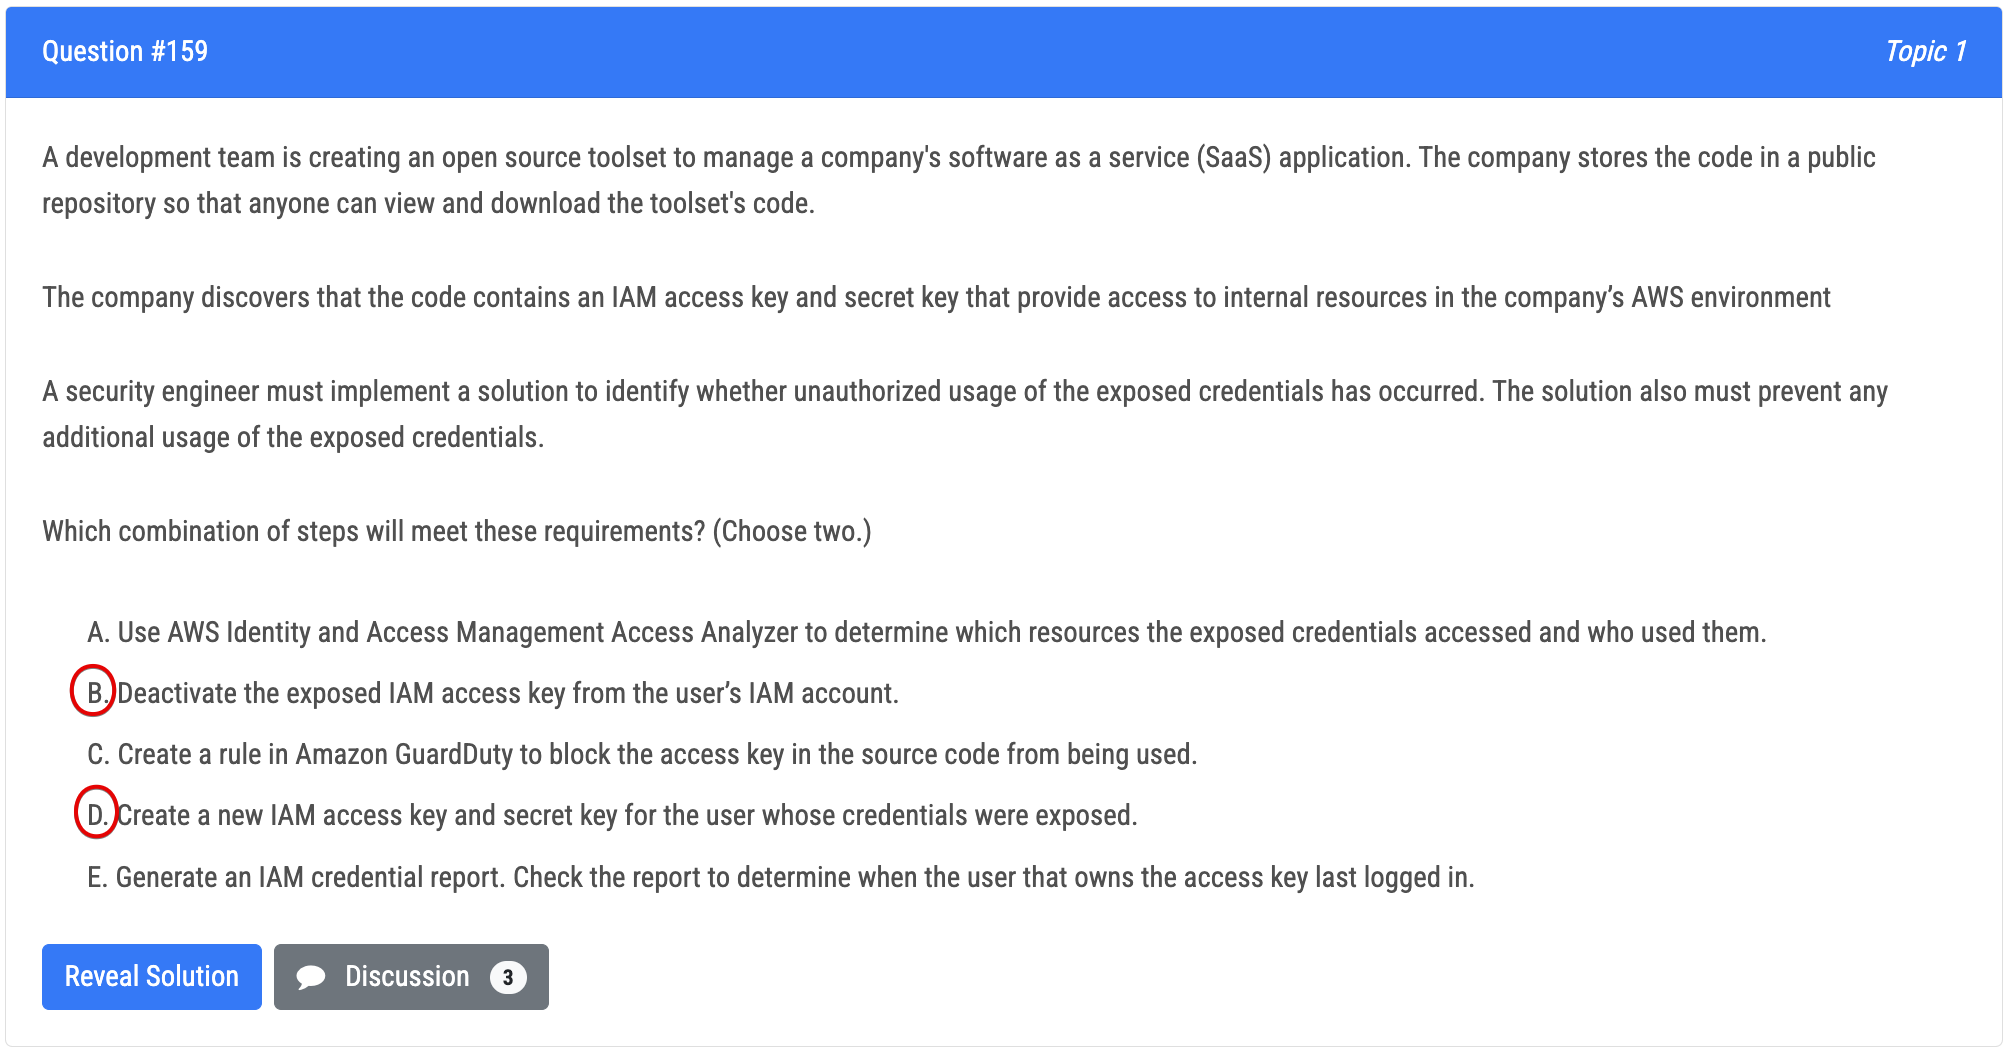 Question #159
Topic 1
A development team is creating an open source toolset to manage a company's software as a service (SaaS) application. The company stores the code in a public
repository so that anyone can view and download the toolset's code.
The company discovers that the code contains an IAM access key and secret key that provide access to internal resources in the company’s AWS environment
A security engineer must implement a solution to identify whether unauthorized usage of the exposed credentials has occurred. The solution also must prevent any
additional usage of the exposed credentials.
Which combination of steps will meet these requirements? (Choose two.)
A. Use AWS Identity and Access Management Access Analyzer to determine which resources the exposed credentials accessed and who used them.
B. Deactivate the exposed IAM access key from the user’s IAM account.
C. Create a rule in Amazon GuardDuty to block the access key in the source code from being used.
D. Create a new IAM access key and secret key for the user whose credentials were exposed.
E. Generate an IAM credential report. Check the report to determine when the user that owns the access key last logged in.
Reveal Solution
Discussion 3